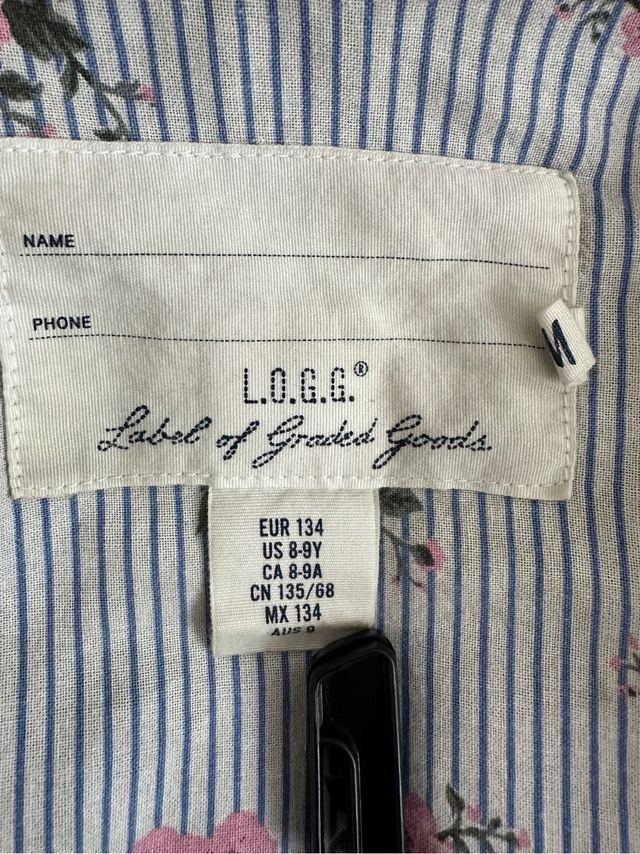 NAME
PHONE
M
L.O.G.G.®
Label of Graded Goods
EUR 134
US 8-9Y
CA 8-9A
CN 135/68
MX 134
AUS 9